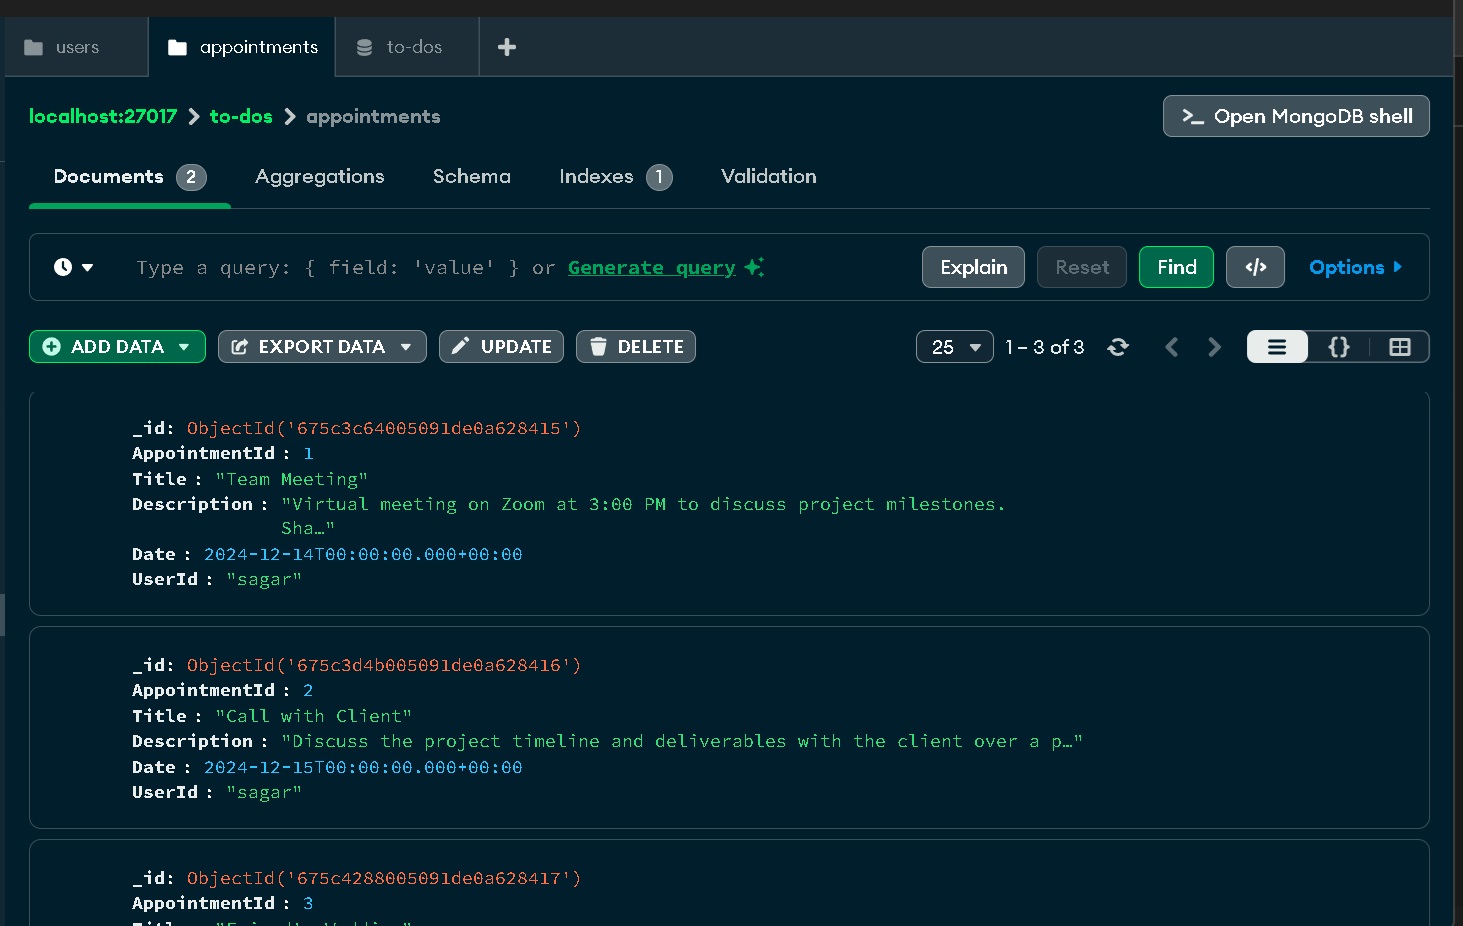 users
appointments
to-dos
localhost:27017 > to-dos > appointments
>_ Open MongoDB shell
Documents 2
Aggregations
Schema
Indexes 1
Validation
Type a query: { field: 'value' } or Generate query
Explain
Reset
Find
</>
Options
ADD DATA
EXPORT DATA
UPDATE
DELETE
25
1 – 3 of 3
{}
_id: ObjectId('675c3c64005091de0a628415')
AppointmentId : 1
Title : "Team Meeting"
Description : "Virtual meeting on Zoom at 3:00 PM to discuss project milestones.
Sha…"
Date : 2024-12-14T00:00:00.000+00:00
UserId : "sagar"
_id: ObjectId('675c3d4b005091de0a628416')
AppointmentId : 2
Title : "Call with Client"
Description : "Discuss the project timeline and deliverables with the client over a p…"
Date : 2024-12-15T00:00:00.000+00:00
UserId : "sagar"
_id: ObjectId('675c4288005091de0a628417')
AppointmentId : 3